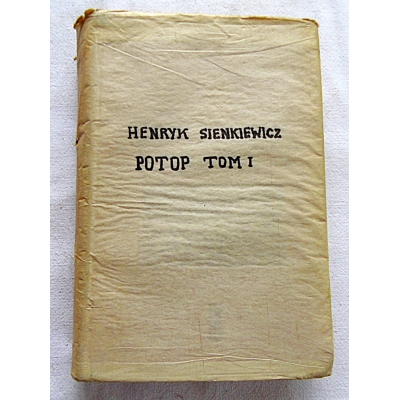 HENRYK SIENKIEWICZ
POTOP TOM I